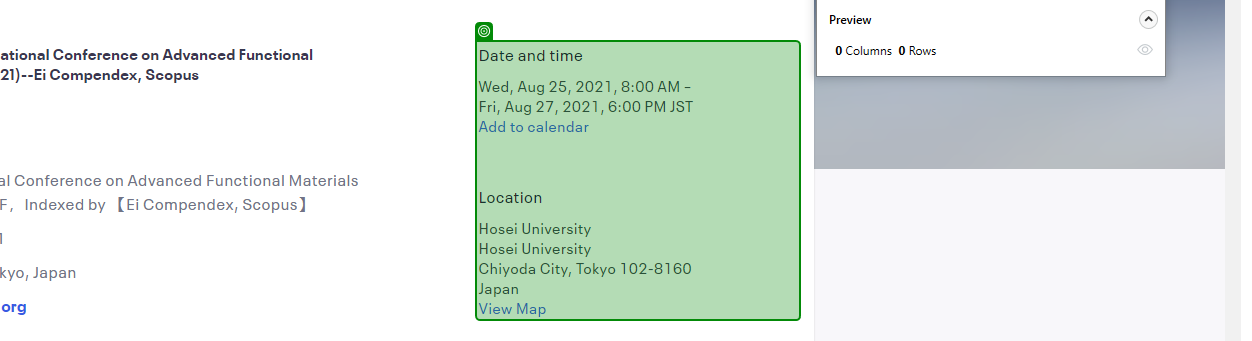 ational Conference on Advanced Functional
21)--Ei Compendex, Scopus
al Conference on Advanced Functional Materials
F，Indexed by 【Ei Compendex, Scopus】
1
kyo, Japan
org
Date and time
Wed, Aug 25, 2021, 8:00 AM –
Fri, Aug 27, 2021, 6:00 PM JST
Add to calendar
Location
Hosei University
Hosei University
Chiyoda City, Tokyo 102-8160
Japan
View Map
Preview
0 Columns 0 Rows